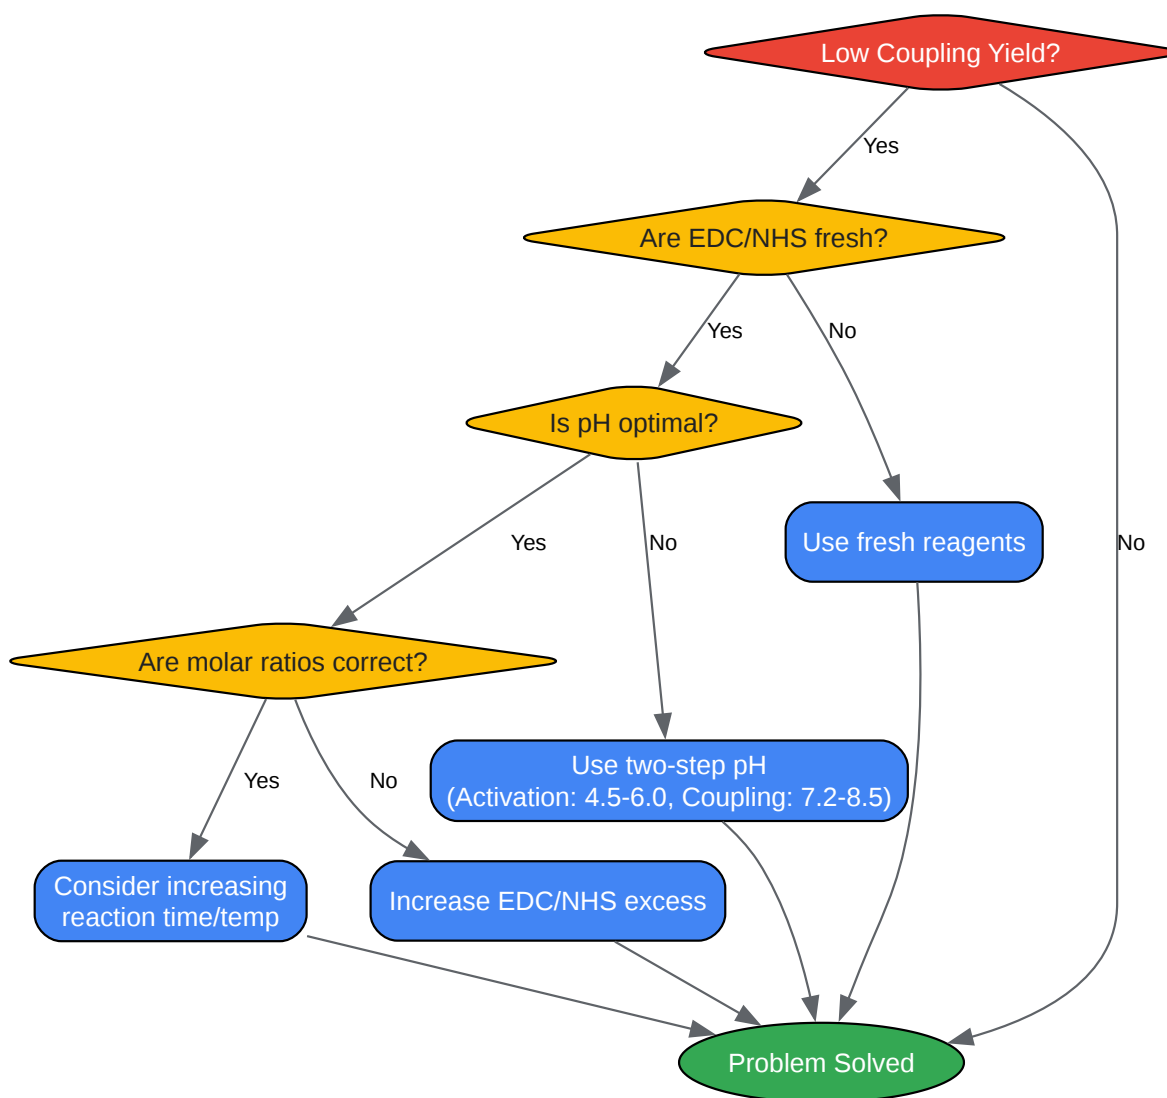 Low Coupling Yield?
Yes
Are EDC/NHS fresh?
Yes
No
Is pH optimal?
Yes
No
Use fresh reagents
No
Are molar ratios correct?
Yes
No
Use two-step pH
(Activation: 4.5-6.0, Coupling: 7.2-8.5)
Consider increasing
reaction time/temp
Increase EDC/NHS excess
Problem Solved